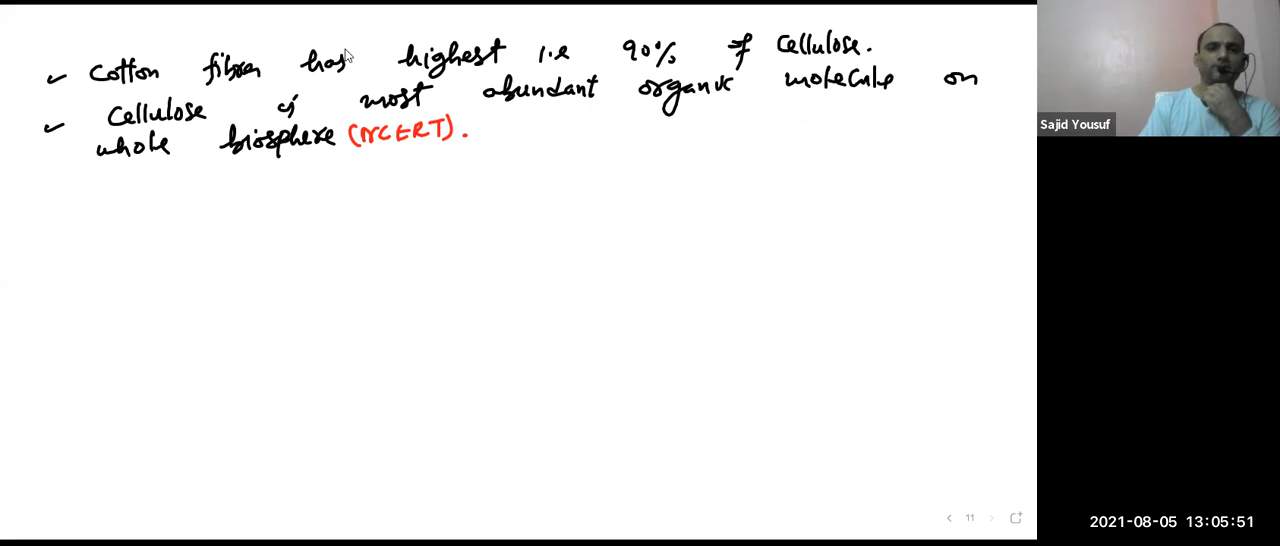 ✓ Cotton fibre has highest i.e 90% of cellulose.
✓ Cellulose is most abundant organic molecule on
whole biosphere (NCERT).
Sajid Yousuf
< 11 >
2021-08-05 13:05:51